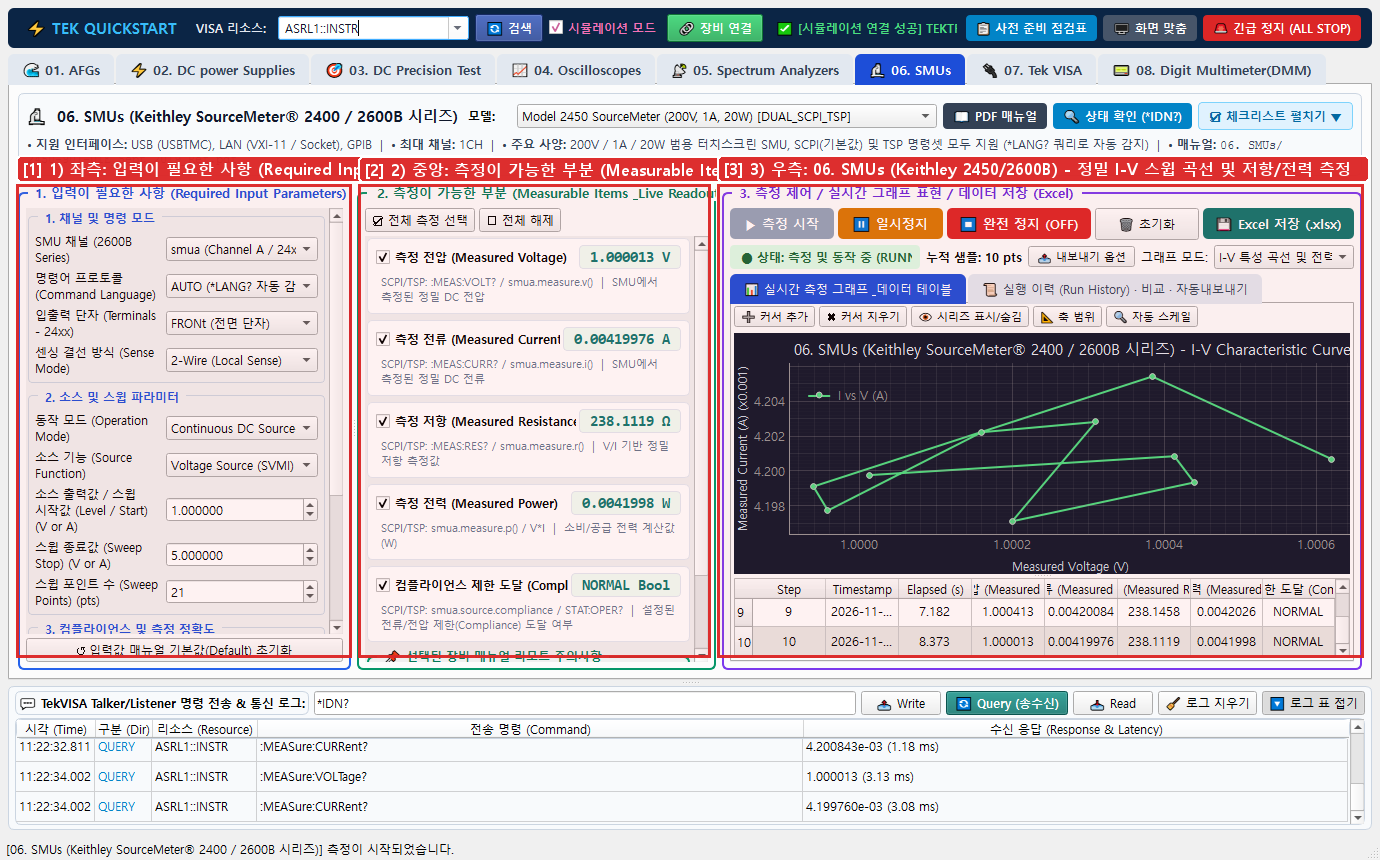 TEK QUICKSTART VISA 리소스: ASRL1::INSTR 검색 시뮬레이션 모드 장비 연결 [시뮬레이션 연결 성공] TEKTI 사전 준비 점검표 화면 맞춤 긴급 정지 (ALL STOP)
01. AFGs 02. DC power Supplies 03. DC Precision Test 04. Oscilloscopes 05. Spectrum Analyzers 06. SMUs 07. Tek VISA 08. Digit Multimeter(DMM)
06. SMUs (Keithley SourceMeter® 2400 / 2600B 시리즈) 모델: Model 2450 SourceMeter (200V, 1A, 20W) [DUAL_SCPI_TSP] PDF 매뉴얼 상태 확인 (*IDN?) 체크리스트 펼치기 ▼
• 지원 인터페이스: USB (USBTMC), LAN (VXI-11 / Socket), GPIB | • 최대 채널: 1CH | • 주요 사양: 200V / 1A / 20W 범용 터치스크린 SMU, SCPI(기본값) 및 TSP 명령셋 모두 지원 (*LANG? 쿼리로 자동 감지) | • 매뉴얼: 06. SMUs/
[1] 1) 좌측: 입력이 필요한 사항 (Required Inp
[2] 2) 중앙: 측정이 가능한 부분 (Measurable Ite
[3] 3) 우측: 06. SMUs (Keithley 2450/2600B) - 정밀 I-V 스윕 곡선 및 저항/전력 측정
1. 입력이 필요한 사항 (Required Input Parameters)
1. 채널 및 명령 모드
SMU 채널 (2600B
Series)
smua (Channel A / 24x
명령어 프로토콜
(Command Language)
AUTO (*LANG? 자동 감
입출력 단자 (Terminals
- 24xx)
FRONt (전면 단자)
센싱 결선 방식 (Sense
Mode)
2-Wire (Local Sense)
2. 소스 및 스윕 파라미터
동작 모드 (Operation
Mode)
Continuous DC Source
소스 기능 (Source
Function)
Voltage Source (SVMI)
소스 출력값 / 스윕
시작값 (Level / Start)
(V or A)
1.000000
스윕 종료값 (Sweep
Stop) (V or A)
5.000000
스윕 포인트 수 (Sweep
Points) (pts)
21
3. 컴플라이언스 및 측정 정확도
↺ 입력값 매뉴얼 기본값(Default) 초기화
2. 측정이 가능한 부분 (Measurable Items _Live Readout
전체 측정 선택 전체 해제
측정 전압 (Measured Voltage) 1.000013 V
SCPI/TSP: :MEAS:VOLT? / smua.measure.v() | SMU에서
측정된 정밀 DC 전압
측정 전류 (Measured Current 0.00419976 A
SCPI/TSP: :MEAS:CURR? / smua.measure.i() | SMU에서
측정된 정밀 DC 전류
측정 저항 (Measured Resistance 238.1119 Ω
SCPI/TSP: :MEAS:RES? / smua.measure.r() | V/I 기반 정밀
저항 측정값
측정 전력 (Measured Power) 0.0041998 W
SCPI/TSP: smua.measure.p() / V*I | 소비/공급 전력 계산값
(W)
컴플라이언스 제한 도달 (Compl NORMAL Bool
SCPI/TSP: smua.source.compliance / STAT:OPER? | 설정된
전류/전압 제한(Compliance) 도달 여부
선택된 장비 매뉴얼 리모트 주의사항
3. 측정 제어 / 실시간 그래프 표현 / 데이터 저장 (Excel)
측정 시작 일시정지 완전 정지 (OFF) 초기화 Excel 저장 (.xlsx)
● 상태: 측정 및 동작 중 (RUNN 누적 샘플: 10 pts 내보내기 옵션 그래프 모드: I-V 특성 곡선 및 전력
실시간 측정 그래프 _데이터 테이블 실행 이력 (Run History) · 비교 · 자동내보내기
커서 추가 커서 지우기 시리즈 표시/숨김 축 범위 자동 스케일
06. SMUs (Keithley SourceMeter® 2400 / 2600B 시리즈) - I-V Characteristic Curve
I vs V (A)
Measured Current (A) (x0.001)
4.204
4.202
4.200
4.198
1.0000 1.0002 1.0004 1.0006
Measured Voltage (V)
Step Timestamp Elapsed (s) (Measured (Measured (Measured R (Measured 한 도달 (Con
9 9 2026-11-... 7.182 1.000413 0.00420084 238.1458 0.0042026 NORMAL
10 10 2026-11-... 8.373 1.000013 0.00419976 238.1119 0.0041998 NORMAL
TekVISA Talker/Listener 명령 전송 & 통신 로그: *IDN? Write Query (송수신) Read 로그 지우기 로그 표 접기
시각 (Time) 구분 (Dir) 리소스 (Resource) 전송 명령 (Command) 수신 응답 (Response & Latency)
11:22:32.811 QUERY ASRL1::INSTR :MEASure:CURRent? 4.200843e-03 (1.18 ms)
11:22:34.002 QUERY ASRL1::INSTR :MEASure:VOLTage? 1.000013 (3.13 ms)
11:22:34.002 QUERY ASRL1::INSTR :MEASure:CURRent? 4.199760e-03 (3.08 ms)
[06. SMUs (Keithley SourceMeter® 2400 / 2600B 시리즈)] 측정이 시작되었습니다.